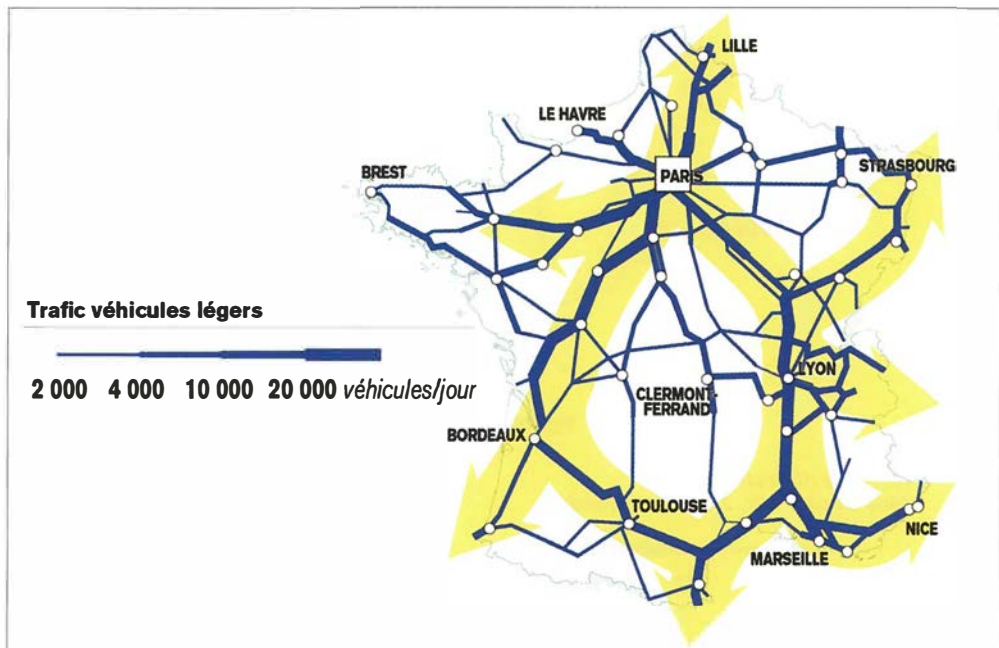 LILLE
LE HAVRE
PARIS
STRASBOURG
BREST
Trafic véhicules légers
2 000 4 000 10 000 20 000 véhicules/jour
LYON
CLERMONT-
FERRAND
BORDEAUX
TOULOUSE
NICE
MARSEILLE